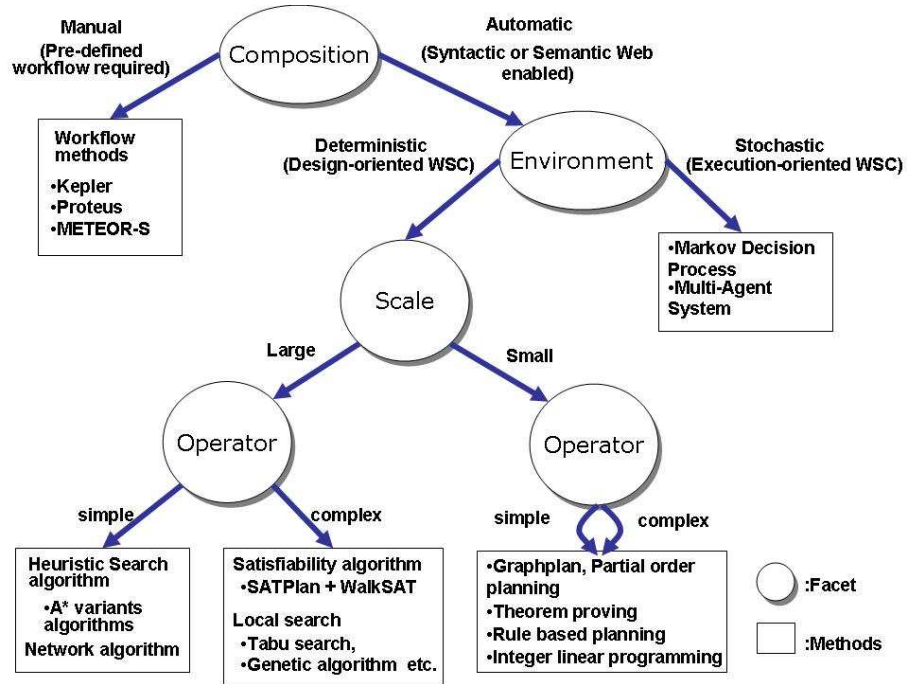 Manual
(Pre-defined
workflow required)
Composition
Automatic
(Syntactic or Semantic Web
enabled)
Workflow
methods
•Kepler
•Proteus
•METEOR-S
Deterministic
(Design-oriented WSC)
Environment
Stochastic
(Execution-oriented WSC)
•Markov Decision
Process
•Multi-Agent
System
Scale
Large
Small
Operator
Operator
simple
complex
simple
complex
Heuristic Search
algorithm
•A* variants
algorithms
Network algorithm
Satisfiability algorithm
•SATPlan + WalkSAT
Local search
•Tabu search,
•Genetic algorithm etc.
•Graphplan, Partial order
planning
•Theorem proving
•Rule based planning
•Integer linear programming
:Facet
:Methods